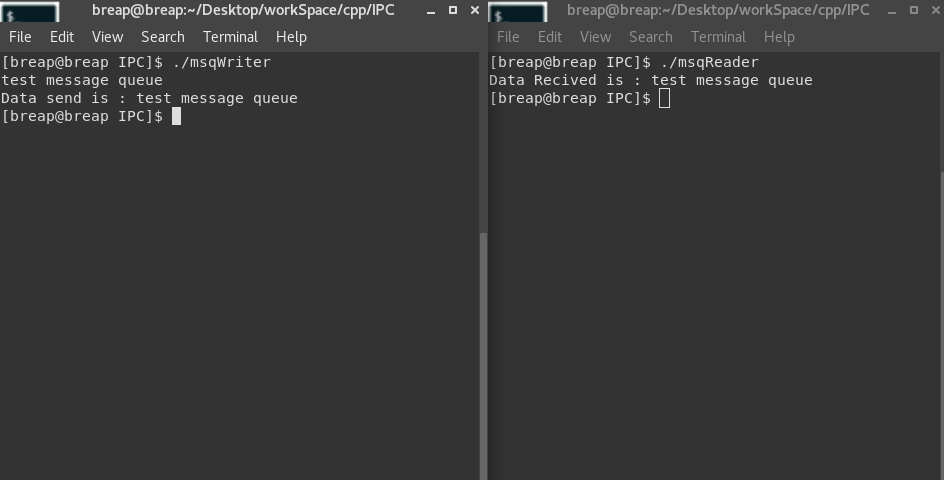 breap@breap:~/Desktop/workSpace/cpp/IPC
File Edit View Search Terminal Help
[breap@breap IPC]$ ./msqWriter
test message queue
Data send is : test message queue
[breap@breap IPC]$
breap@breap:~/Desktop/workSpace/cpp/IPC
File Edit View Search Terminal Help
[breap@breap IPC]$ ./msqReader
Data Recived is : test message queue
[breap@breap IPC]$